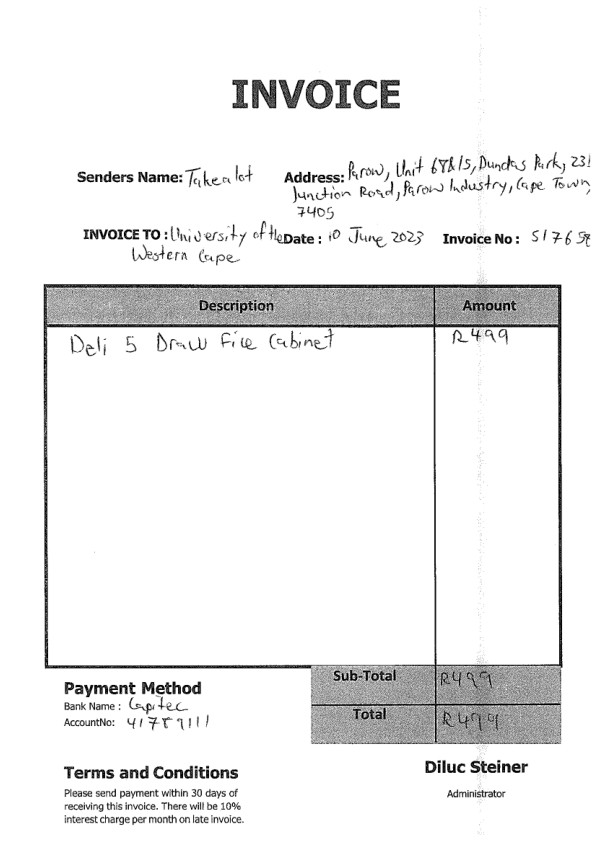 INVOICE
Senders Name: Takealot
Address: Parow, Unit 67&15, Dundas Park, 231
Junction Road, Parow Industry, Cape Town,
7405
INVOICE TO: University of the
Western Cape
Date: 10 June 2023
Invoice No:
Description Amount
Deli 5 Draw File Cabinet R499
Sub-Total R499
Total R499
Payment Method
Bank Name: Capitec
AccountNo:
Terms and Conditions
Please send payment within 30 days of
receiving this invoice. There will be 10%
interest charge per month on late invoice.
Diluc Steiner
Administrator